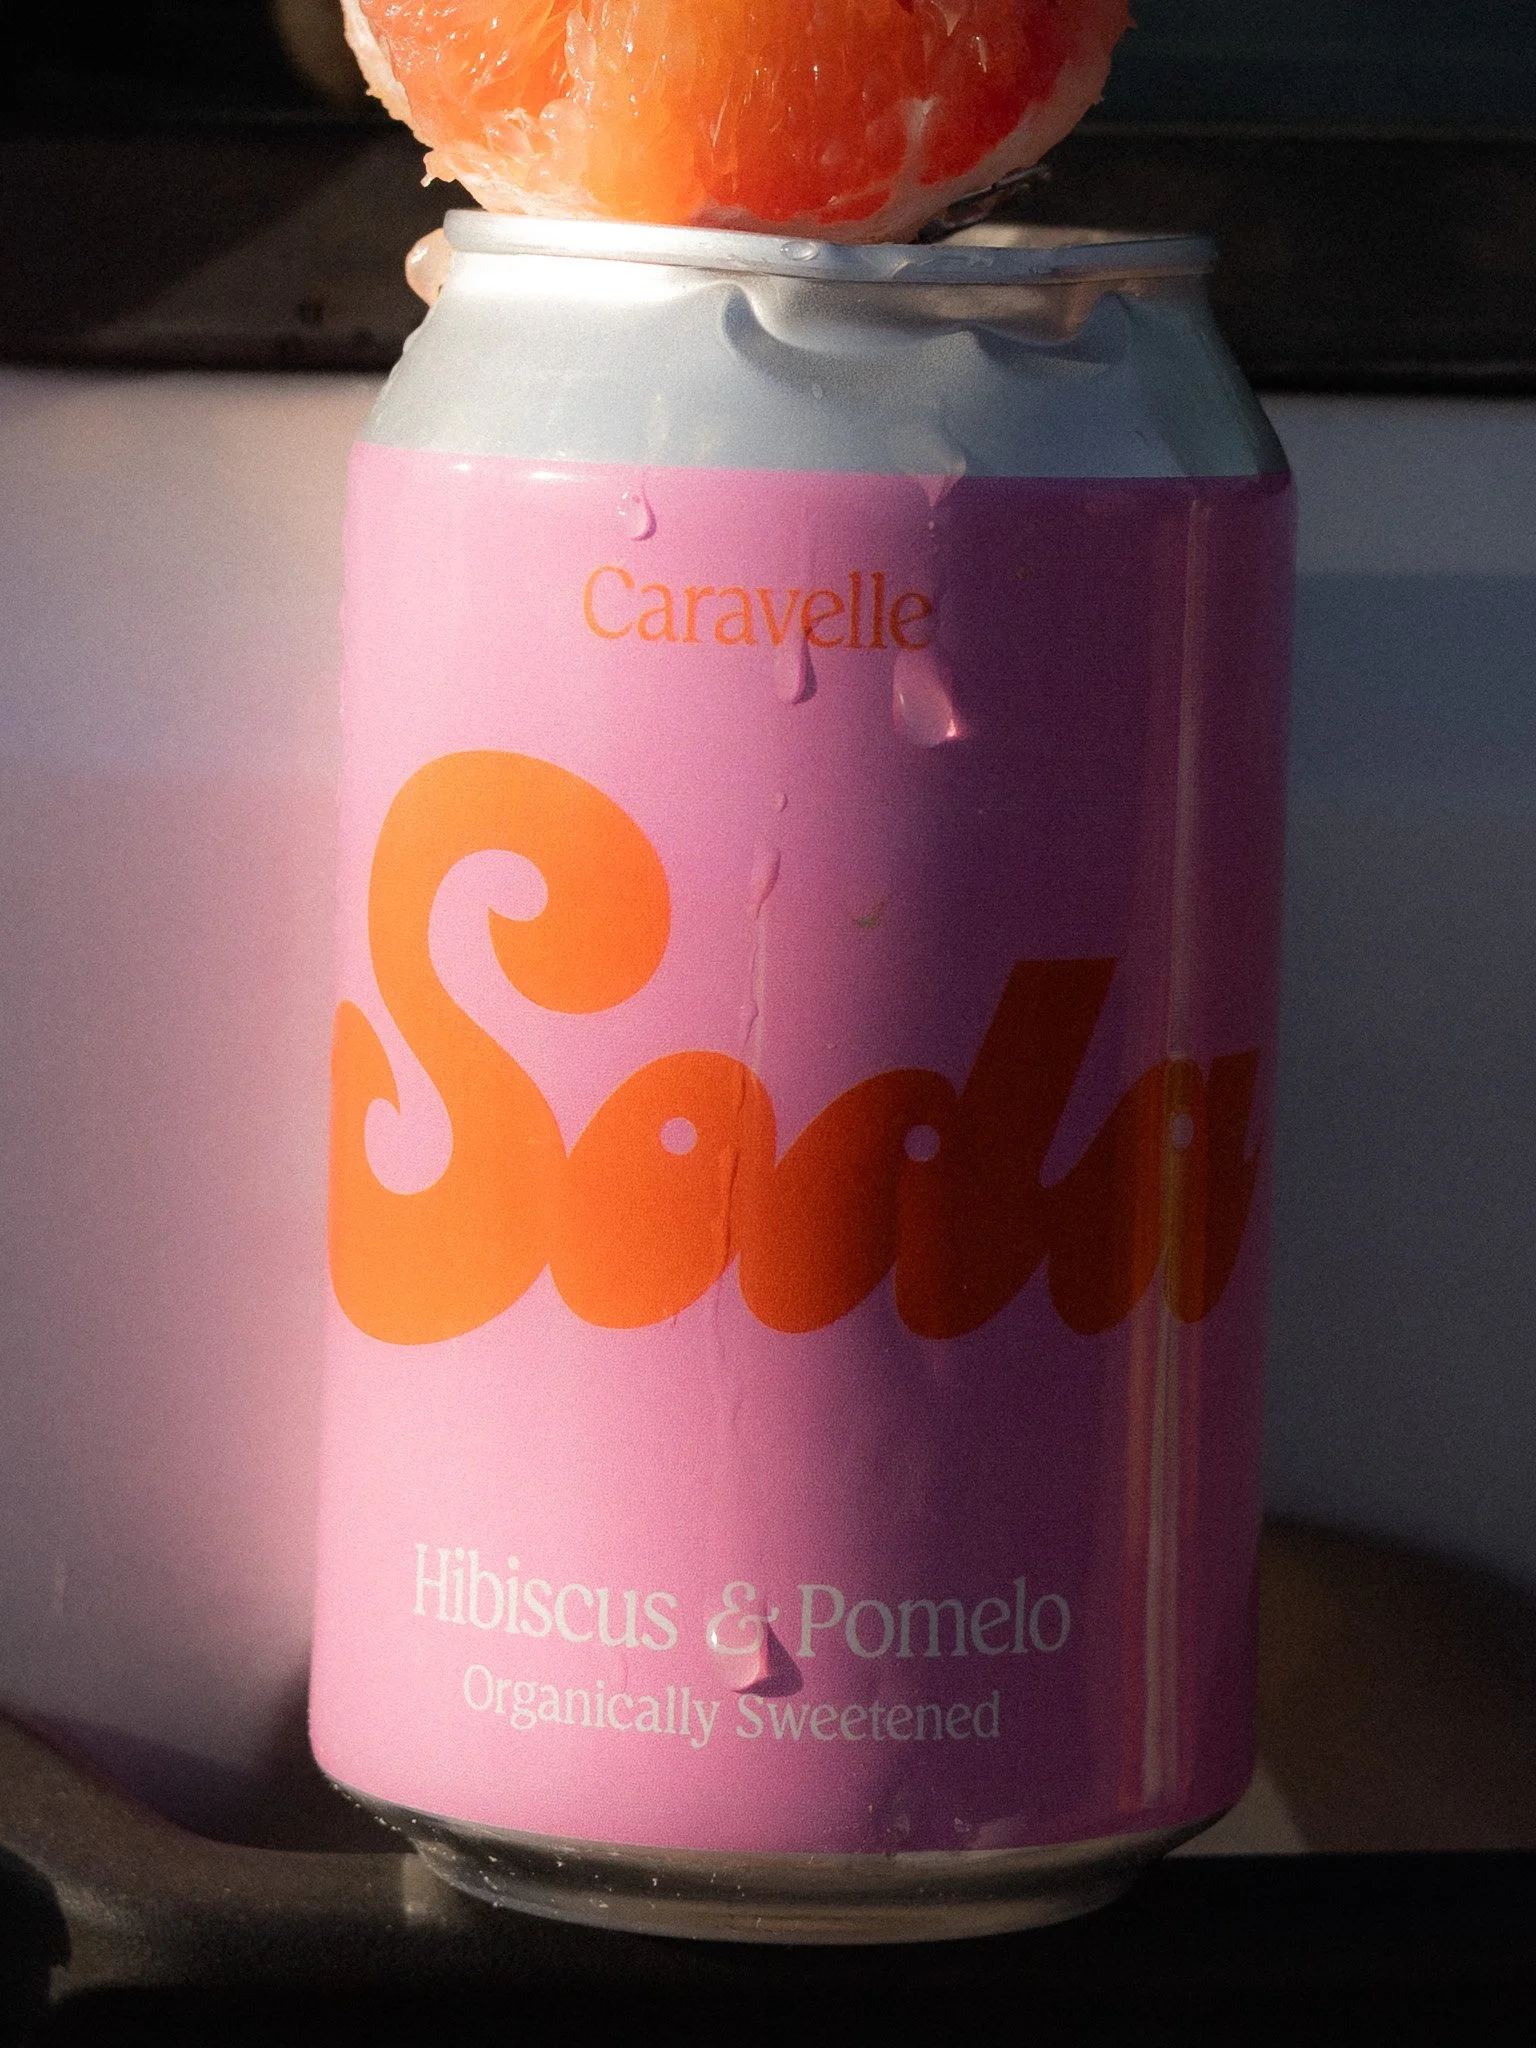 Caravelle
Soda
Hibiscus & Pomelo
Organically Sweetened